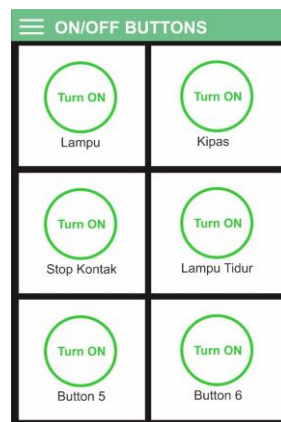 ON/OFF BUTTONS
Turn ON
Turn ON
Lampu
Kipas
Turn ON
Turn ON
Stop Kontak
Lampu Tidur
Turn ON
Turn ON
Button 5
Button 6